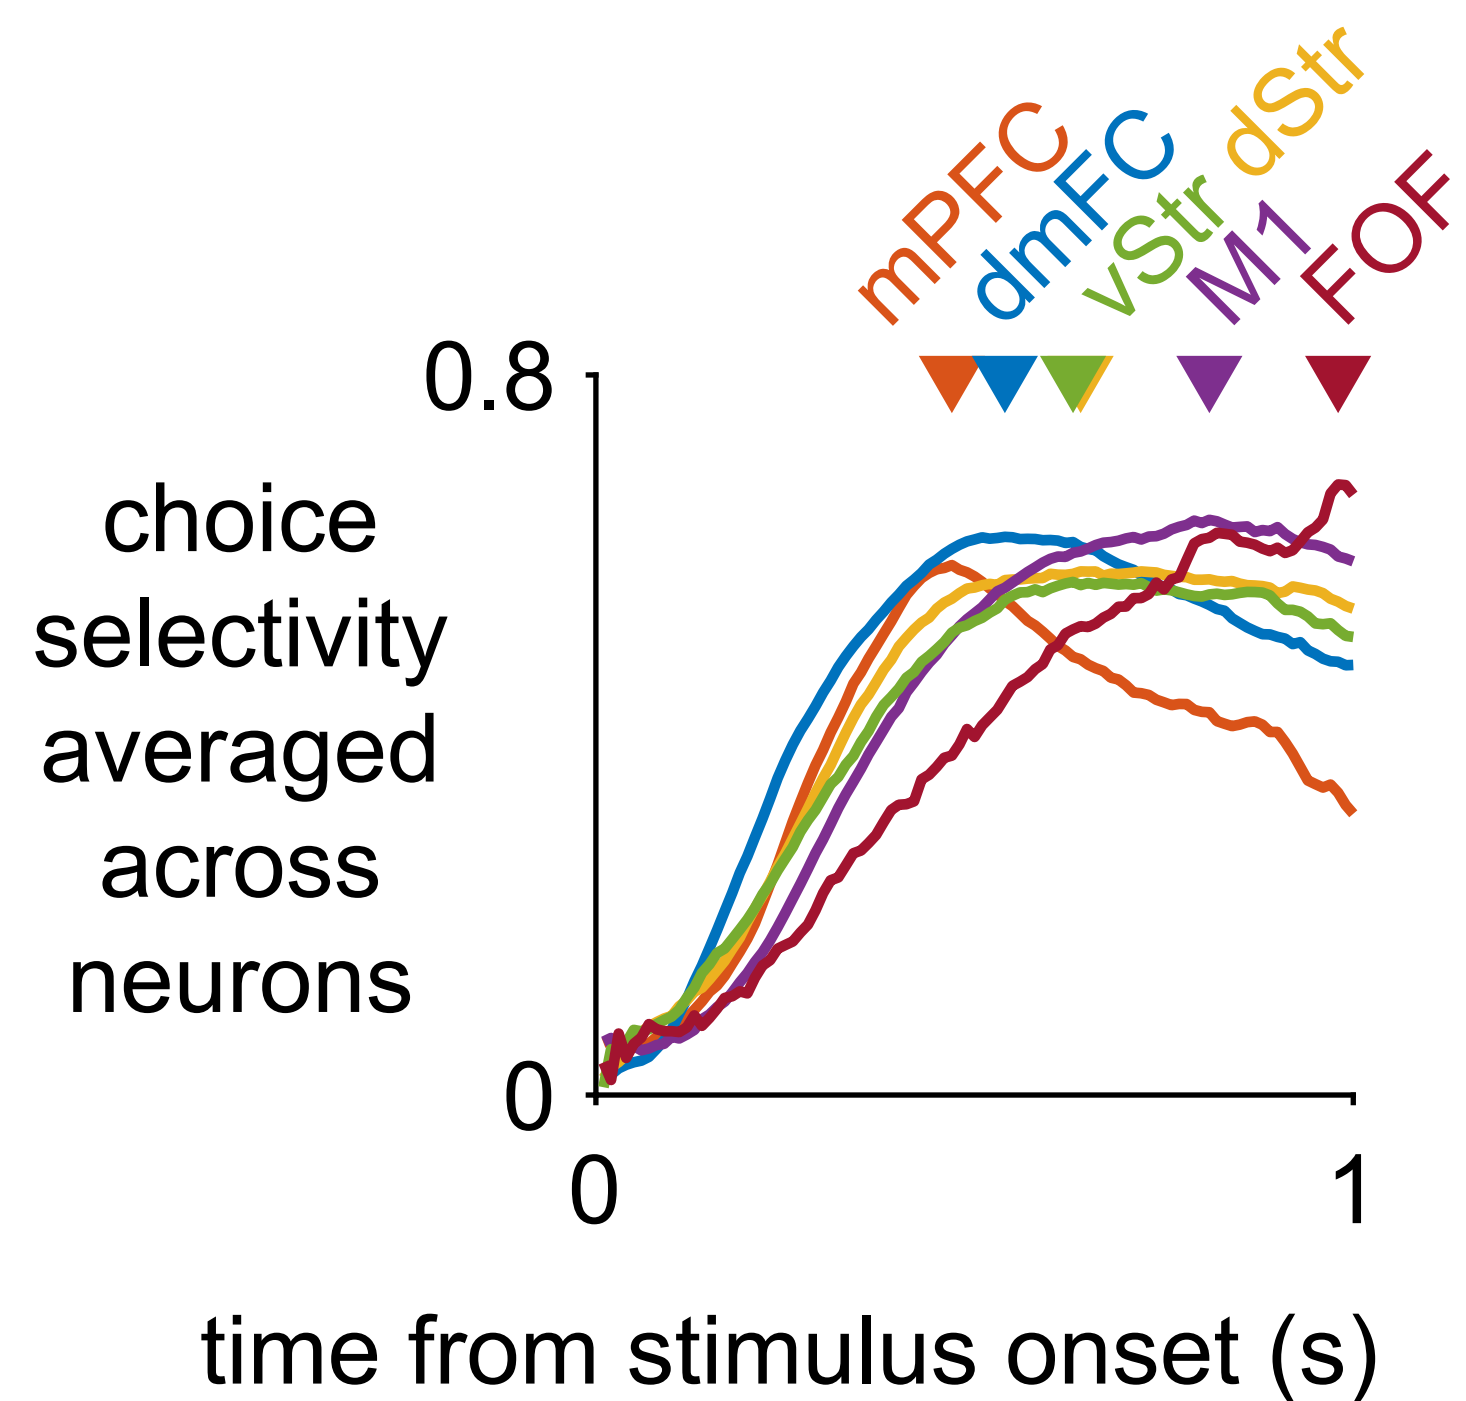 mPFC
dmFC
vStr
dStr
M1
FOF
0.8
choice
selectivity
averaged
across
neurons
0
0
1
time from stimulus onset (s)